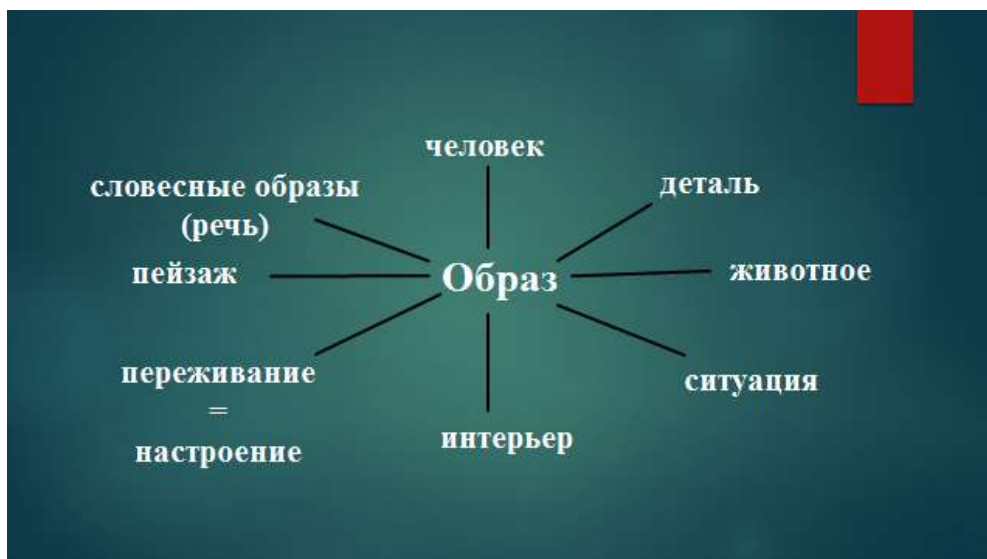 человек
словесные образы
(речь)
деталь
пейзаж
Образ
животное
переживание
=
настроение
ситуация
интерьер